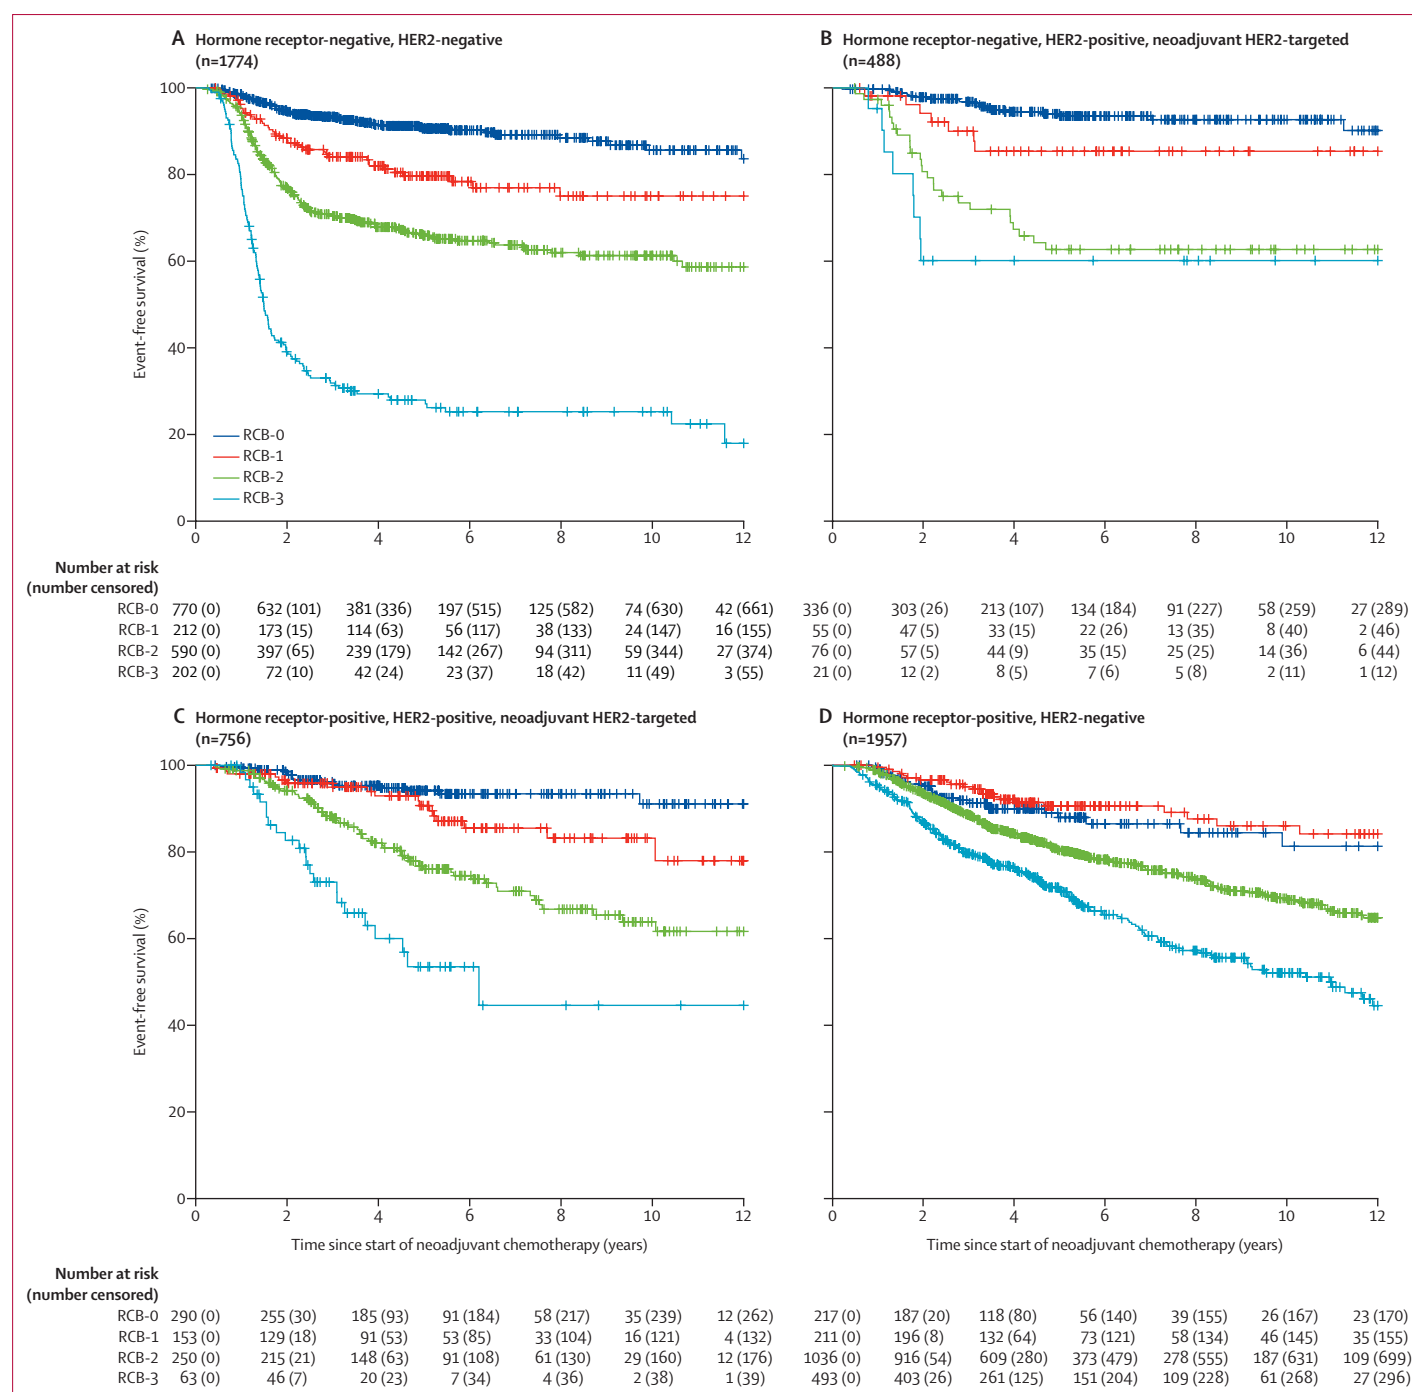 A Hormone receptor-negative, HER2-negative
(n=1774)
B Hormone receptor-negative, HER2-positive, neoadjuvant HER2-targeted
(n=488)
Event-free survival (%)
100
80
60
40
20
0
RCB-0
RCB-1
RCB-2
RCB-3
0 2 4 6 8 10 12
0 2 4 6 8 10 12
Number at risk
(number censored)
RCB-0 770 (0) 632 (101) 381 (336) 197 (515) 125 (582) 74 (630) 42 (661) 336 (0) 303 (26) 213 (107) 134 (184) 91 (227) 58 (259) 27 (289)
RCB-1 212 (0) 173 (15) 114 (63) 56 (117) 38 (133) 24 (147) 16 (155) 55 (0) 47 (5) 33 (15) 22 (26) 13 (35) 8 (40) 2 (46)
RCB-2 590 (0) 397 (65) 239 (179) 142 (267) 94 (311) 59 (344) 27 (374) 76 (0) 57 (5) 44 (9) 35 (15) 25 (25) 14 (36) 6 (44)
RCB-3 202 (0) 72 (10) 42 (24) 23 (37) 18 (42) 11 (49) 3 (55) 21 (0) 12 (2) 8 (5) 7 (6) 5 (8) 2 (11) 1 (12)
C Hormone receptor-positive, HER2-positive, neoadjuvant HER2-targeted
(n=756)
D Hormone receptor-positive, HER2-negative
(n=1957)
Event-free survival (%)
100
80
60
40
20
0
0 2 4 6 8 10 12
0 2 4 6 8 10 12
Time since start of neoadjuvant chemotherapy (years)
Time since start of neoadjuvant chemotherapy (years)
Number at risk
(number censored)
RCB-0 290 (0) 255 (30) 185 (93) 91 (184) 58 (217) 35 (239) 12 (262) 217 (0) 187 (20) 118 (80) 56 (140) 39 (155) 26 (167) 23 (170)
RCB-1 153 (0) 129 (18) 91 (53) 53 (85) 33 (104) 16 (121) 4 (132) 211 (0) 196 (8) 132 (64) 73 (121) 58 (134) 46 (145) 35 (155)
RCB-2 250 (0) 215 (21) 148 (63) 91 (108) 61 (130) 29 (160) 12 (176) 1036 (0) 916 (54) 609 (280) 373 (479) 278 (555) 187 (631) 109 (699)
RCB-3 63 (0) 46 (7) 20 (23) 7 (34) 4 (36) 2 (38) 1 (39) 493 (0) 403 (26) 261 (125) 151 (204) 109 (228) 61 (268) 27 (296)